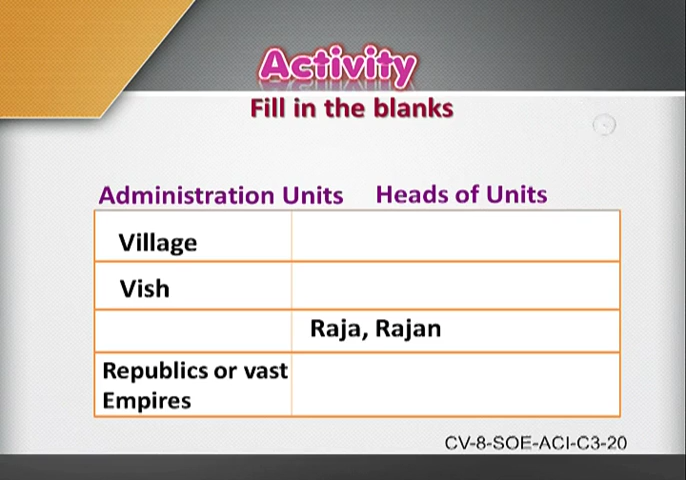 Activity
Fill in the blanks
Administration Units Heads of Units
Village
Vish
Raja, Rajan
Republics or vast
Empires
CV-8-SOE-ACI-C3-20